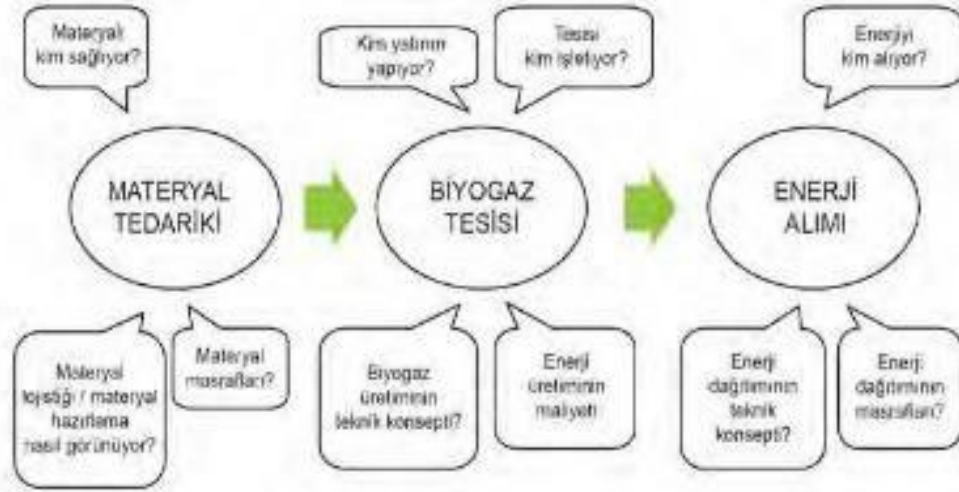 Materyali
kim sağlıyor?
Kim yatırım
yapıyor?
Tesisi
kim işletiyor?
Enerjiyi
kim alıyor?
MATERYAL
TEDARİKİ
BİYOGAZ
TESİSİ
ENERJİ
ALIMI
Materyal
lojistiği / materyal
hazırlama
nasıl görünüyor?
Materyal
masrafları?
Biyogaz
üretiminin
teknik konsepti?
Enerji
üretiminin
maliyeti
Enerji
dağıtımının
teknik
konsepti?
Enerji
dağıtımının
masrafları?